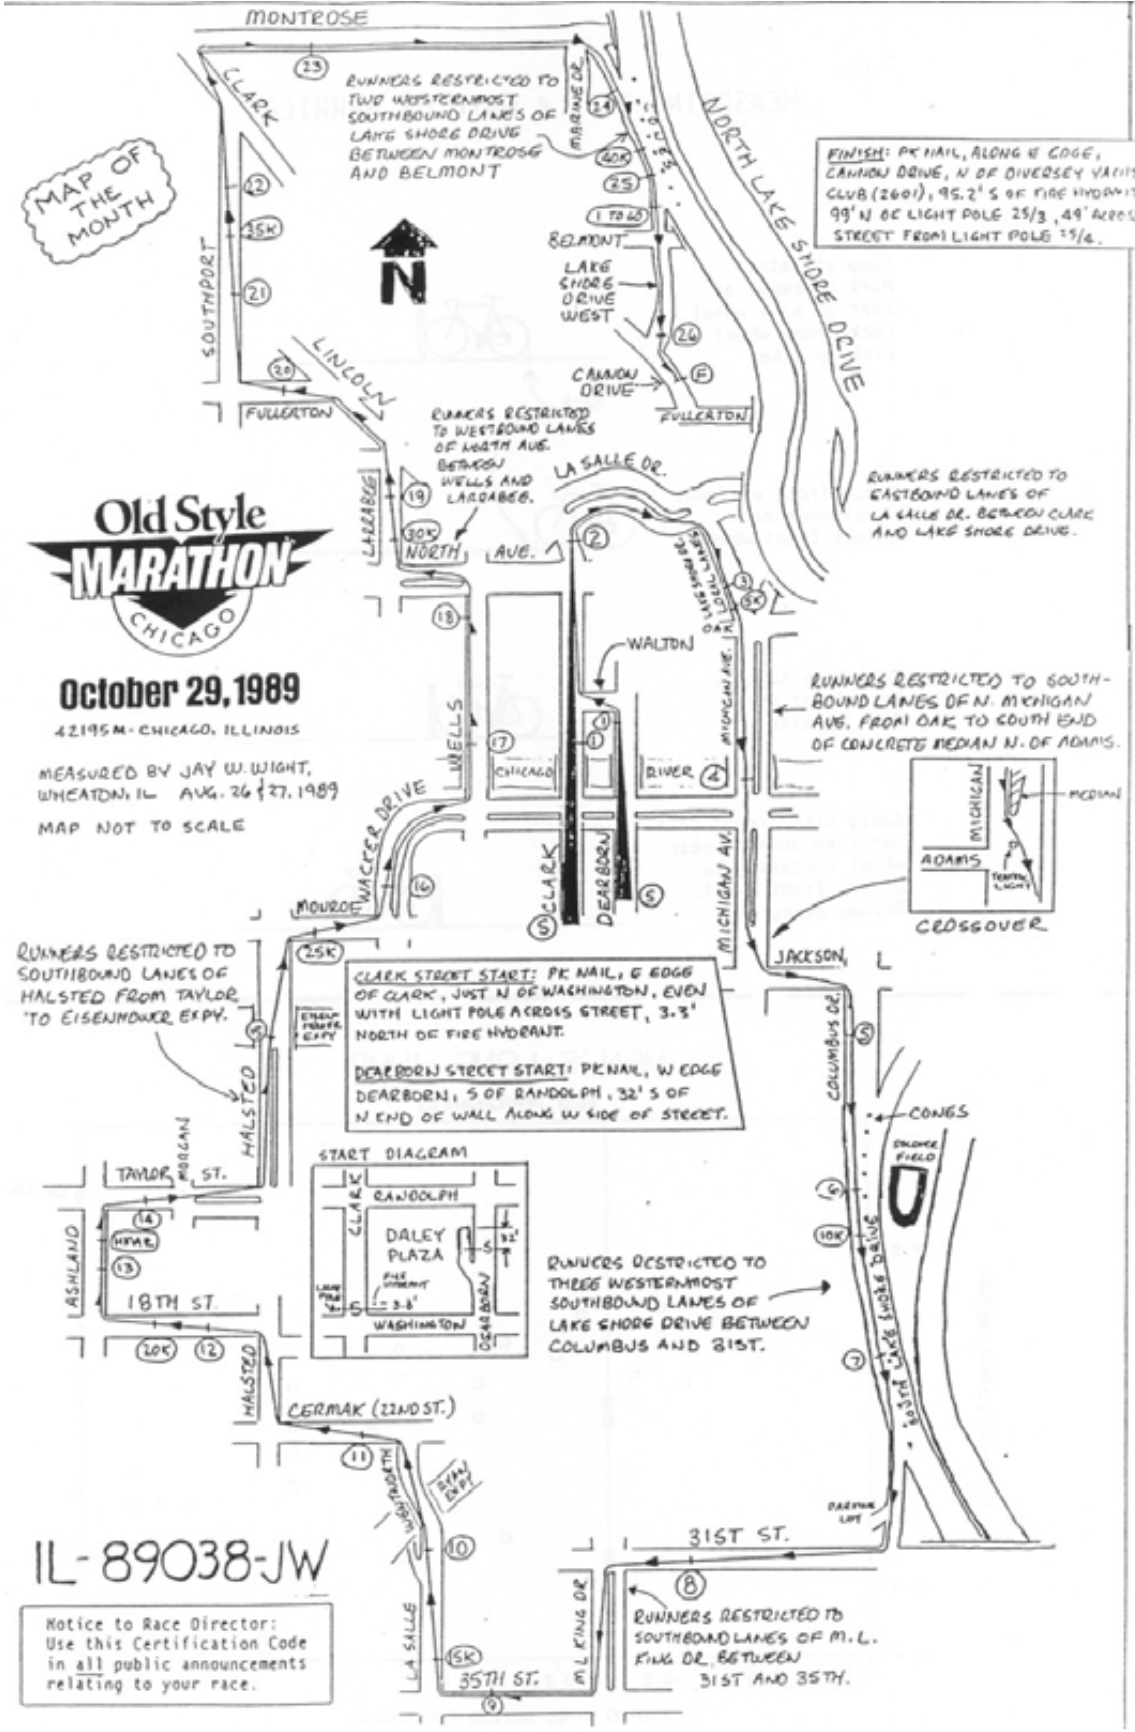 MONTROSE
CLARK
23
RUNNERS RESTRICTED TO
TWO WESTERNMOST
SOUTHBOUND LANES OF
LAKE SHORE DRIVE
BETWEEN MONTROSE
AND BELMONT
MARINE DR.
24
40K
25
1 TO GO
NORTH LAKE SHORE DRIVE
FINISH: PK NAIL, ALONG E EDGE,
CANNON DRIVE, N OF DIVERSEY YACHT
CLUB (2601), 95.2' S OF FIRE HYDRANT
99' N OF LIGHT POLE 25/3, 49' ACROSS
STREET FROM LIGHT POLE
MAP OF
THE
MONTH
22
35K
21
SOUTHPORT
N
BELMONT
LAKE
SHORE
DRIVE
WEST
26
F
CANNON
DRIVE
FULLERTON
20
LINCOLN
FULLERTON
RUNNERS RESTRICTED
TO WESTBOUND LANES
OF NORTH AVE.
BETWEEN
WELLS AND
LARRABEE.
LARRABEE
19
30K
NORTH AVE.
LA SALLE DR.
2
RUNNERS RESTRICTED TO
EASTBOUND LANES OF
LA SALLE DR. BETWEEN CLARK
AND LAKE SHORE DRIVE.
LAKE SHORE DR.
LOCAL LANES
3
5K
OAK
Old Style
MARATHON
CHICAGO
October 29, 1989
42195 M - CHICAGO, ILLINOIS
MEASURED BY JAY W. WIGHT,
WHEATON, IL AUG. 26 & 27, 1989
MAP NOT TO SCALE
18
WELLS
17
WALTON
1
1
MICHIGAN AVE.
CHICAGO RIVER
4
RUNNERS RESTRICTED TO SOUTH-
BOUND LANES OF N. MICHIGAN
AVE. FROM OAK TO SOUTH END
OF CONCRETE MEDIAN N. OF ADAMS.
MICHIGAN
MEDIAN
ADAMS
TRAFFIC
LIGHT
CROSSOVER
WACKER DRIVE
16
MONROE
25K
CLARK
S
DEARBORN
S
MICHIGAN AV.
JACKSON
COLUMBUS DR.
5
RUNNERS RESTRICTED TO
SOUTHBOUND LANES OF
HALSTED FROM TAYLOR
TO EISENHOWER EXPY.
EISEN-
HOWER
EXPY
HALSTED
CLARK STREET START: PK NAIL, E EDGE
OF CLARK, JUST N OF WASHINGTON, EVEN
WITH LIGHT POLE ACROSS STREET, 3.3'
NORTH OF FIRE HYDRANT.
DEARBORN STREET START: PK NAIL, W EDGE
DEARBORN, S OF RANDOLPH, 32' S OF
N END OF WALL ALONG W SIDE OF STREET.
CONES
SOLDIER
FIELD
6
10K
SOUTH LAKE SHORE DRIVE
7
TAYLOR ST.
MORGAN
14
HALF
13
ASHLAND
18TH ST.
20K
12
HALSTED
START DIAGRAM
CLARK
RANDOLPH
DALEY
PLAZA
S
32'
LIGHT
POLE
FIRE
HYDRANT
S
3.3'
WASHINGTON
DEARBORN
RUNNERS RESTRICTED TO
THREE WESTERNMOST
SOUTHBOUND LANES OF
LAKE SHORE DRIVE BETWEEN
COLUMBUS AND 31ST.
CERMAK (22ND ST.)
11
WENTWORTH
RYAN
EXPY
10
LA SALLE
15K
35TH ST.
9
M L KING DR
31ST ST.
8
PARKING
LOT
RUNNERS RESTRICTED TO
SOUTHBOUND LANES OF M.L.
KING DR. BETWEEN
31ST AND 35TH.
IL-89038-JW
Notice to Race Director:
Use this Certification Code
in all public announcements
relating to your race.